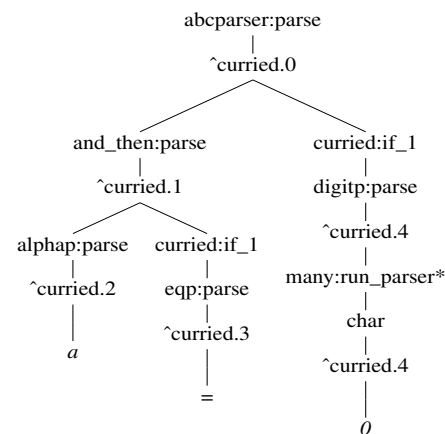 abcparser:parse
ˆcurried.0
and_then:parse curried:if_1
ˆcurried.1 digitp:parse
alphap:parse curried:if_1 ˆcurried.4
ˆcurried.2 eqp:parse many:run_parser*
ˆcurried.3 char
a ˆcurried.4
=
0